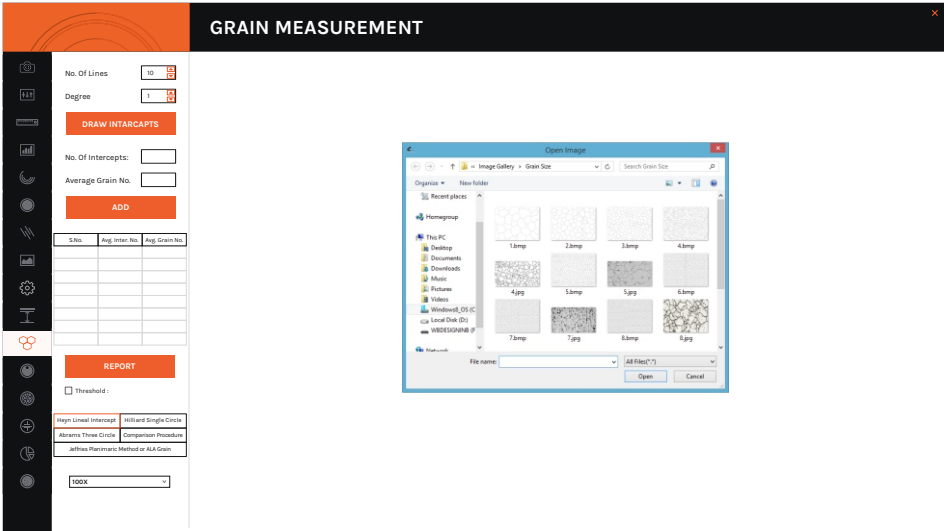 GRAIN MEASUREMENT
No. Of Lines 10
Degree 1
DRAW INTARCAPTS
No. Of Intercepts:
Average Grain No.
ADD
S.No. Avg. Inter. No. Avg. Grain No.
REPORT
Threshold :
Heyn Lineal Intercept Hilliard Single Circle
Abrams Three Circle Comparison Procedure
Jeffries Planimaric Method or ALA Grain
100X
Open Image
Image Gallery Grain Size Search Grain Size
Organize New folder
Recent places
Homegroup
This PC
Desktop
Documents
Downloads
Music
Pictures
Videos
Windows8_OS (C
Local Disk (D:)
WBDESIGNINB (F
Network
1.bmp 2.bmp 3.bmp 4.bmp
4.jpg 5.bmp 5.jpg 6.bmp
7.bmp 7.jpg 8.bmp 8.jpg
File name: All Files(*.*)
Open Cancel